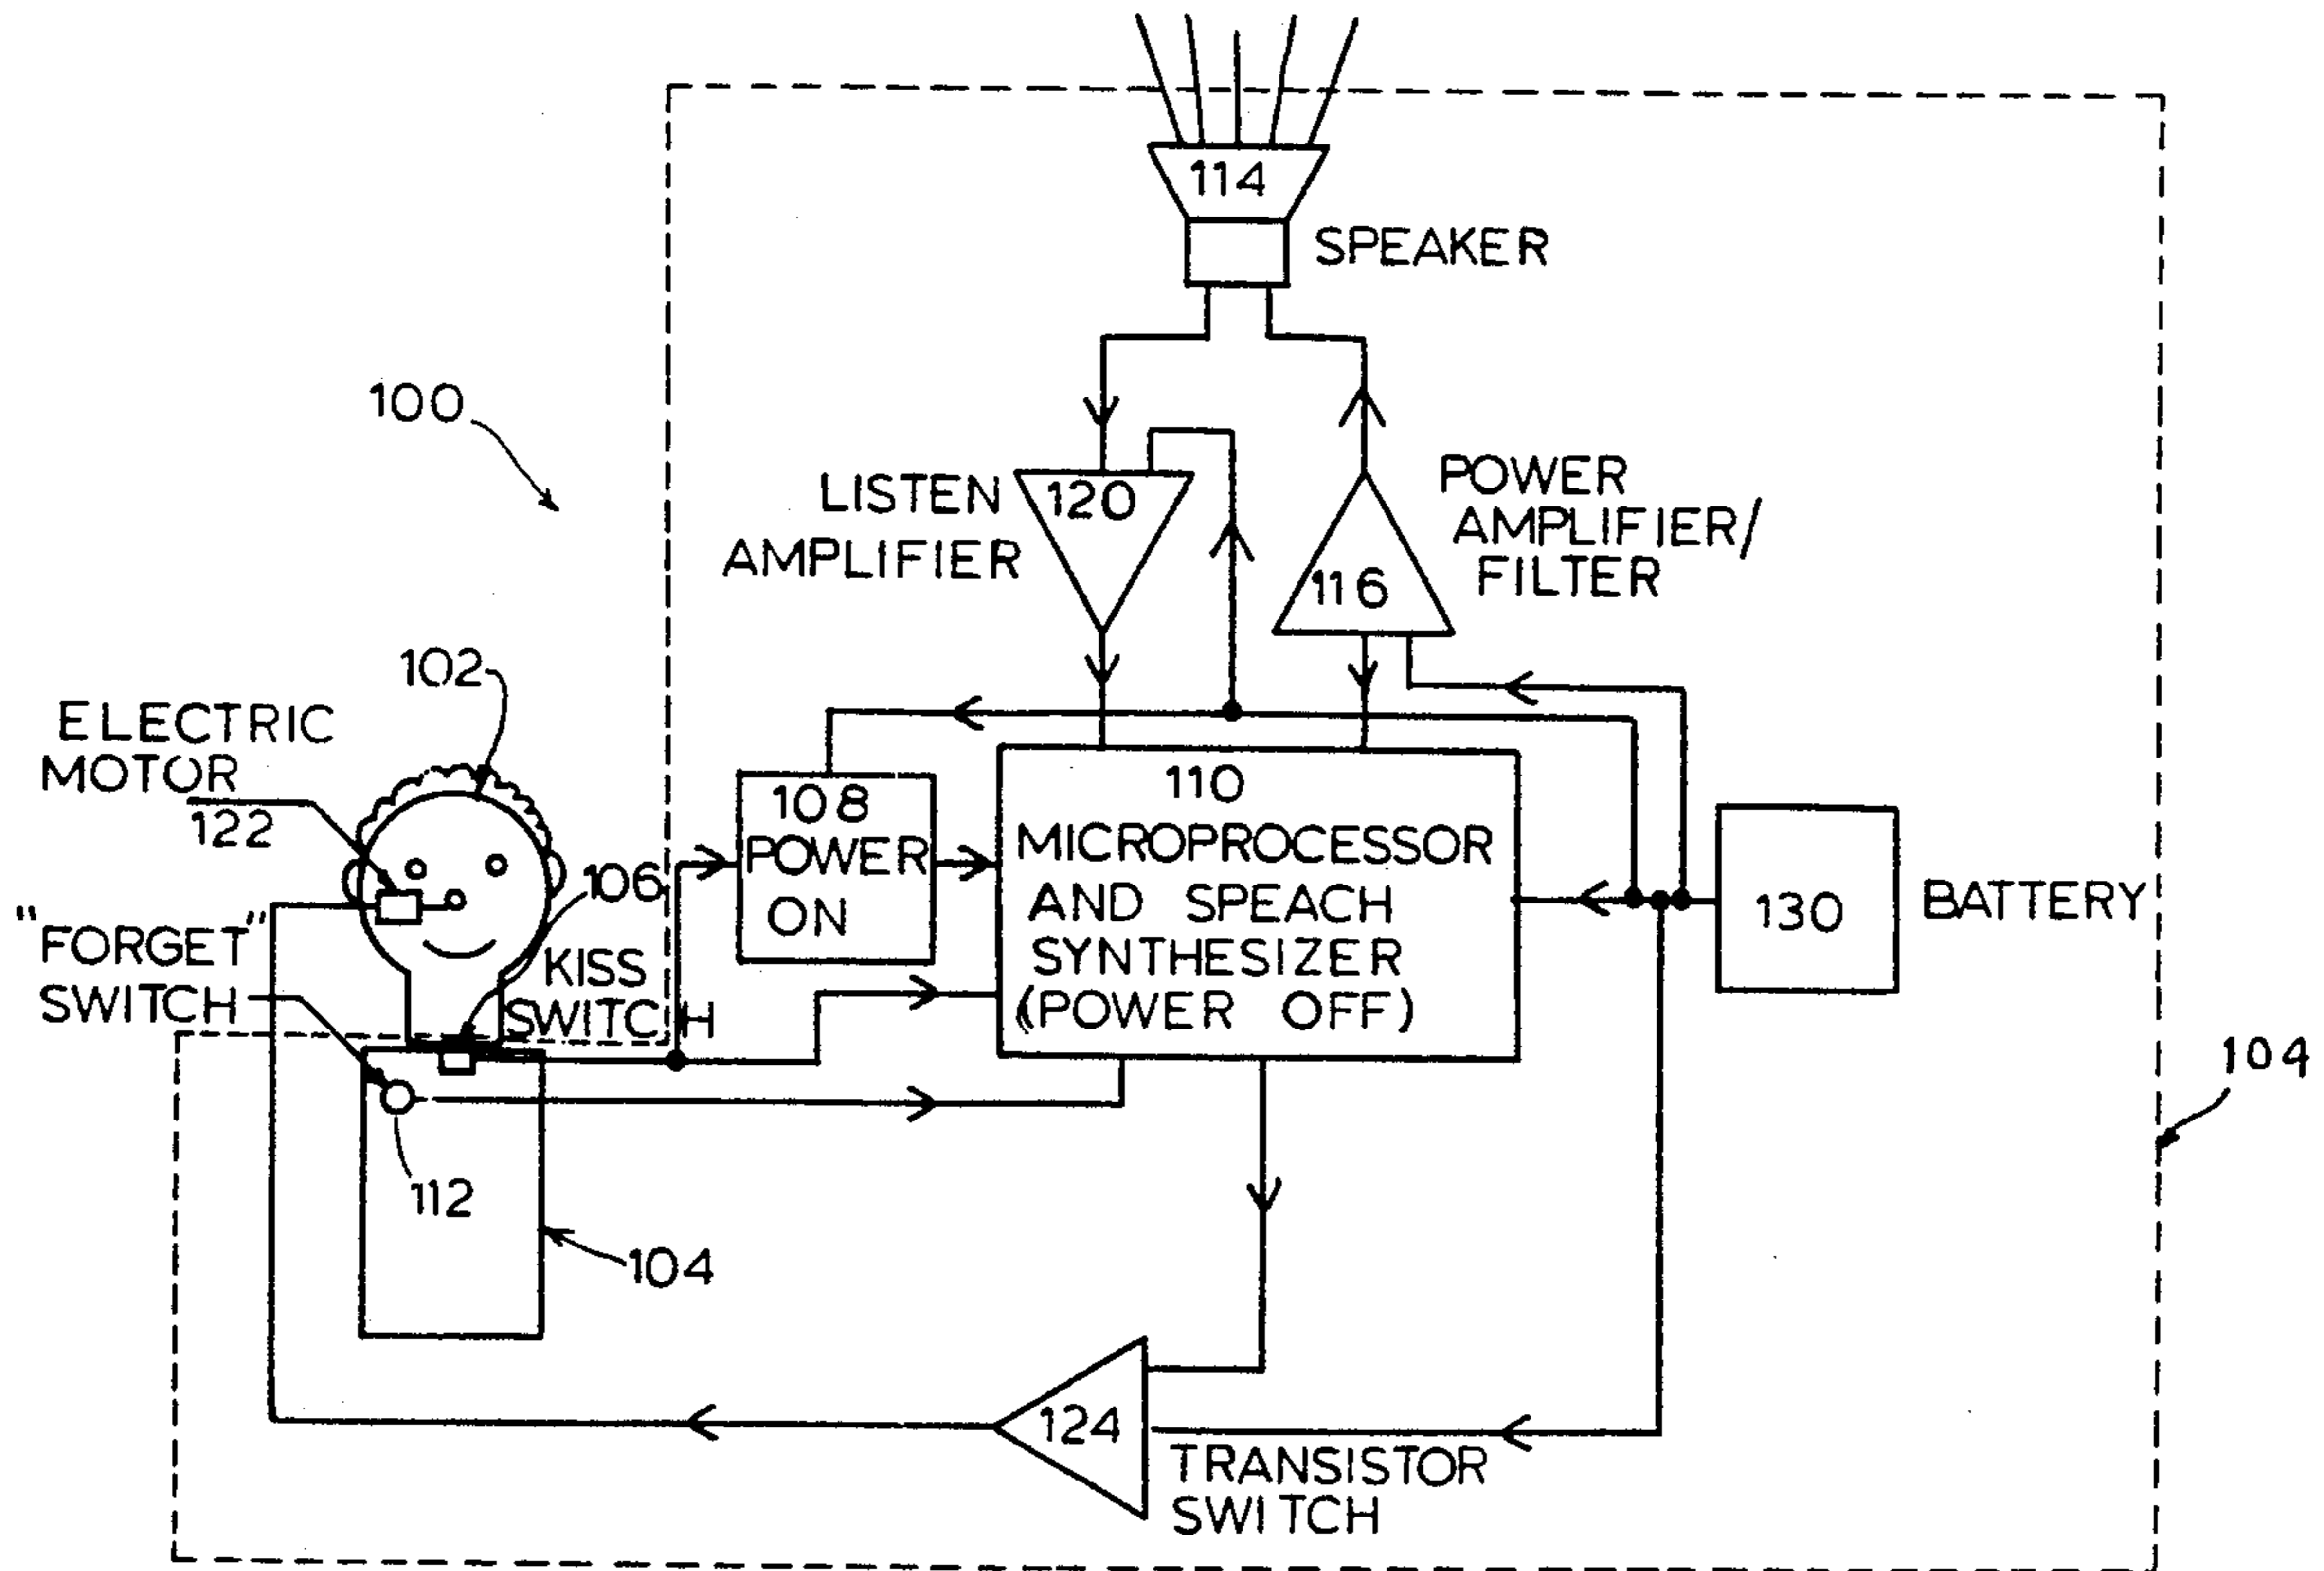 114
SPEAKER
100
LISTEN
AMPLIFIER
120
POWER
AMPLIFIER/
FILTER
116
102
ELECTRIC
MOTOR
122
106
"FORGET"
SWITCH
KISS
SWITCH
108
POWER
ON
110
MICROPROCESSOR
AND SPEACH
SYNTHESIZER
(POWER OFF)
130
BATTERY
104
112
104
124
TRANSISTOR
SWITCH